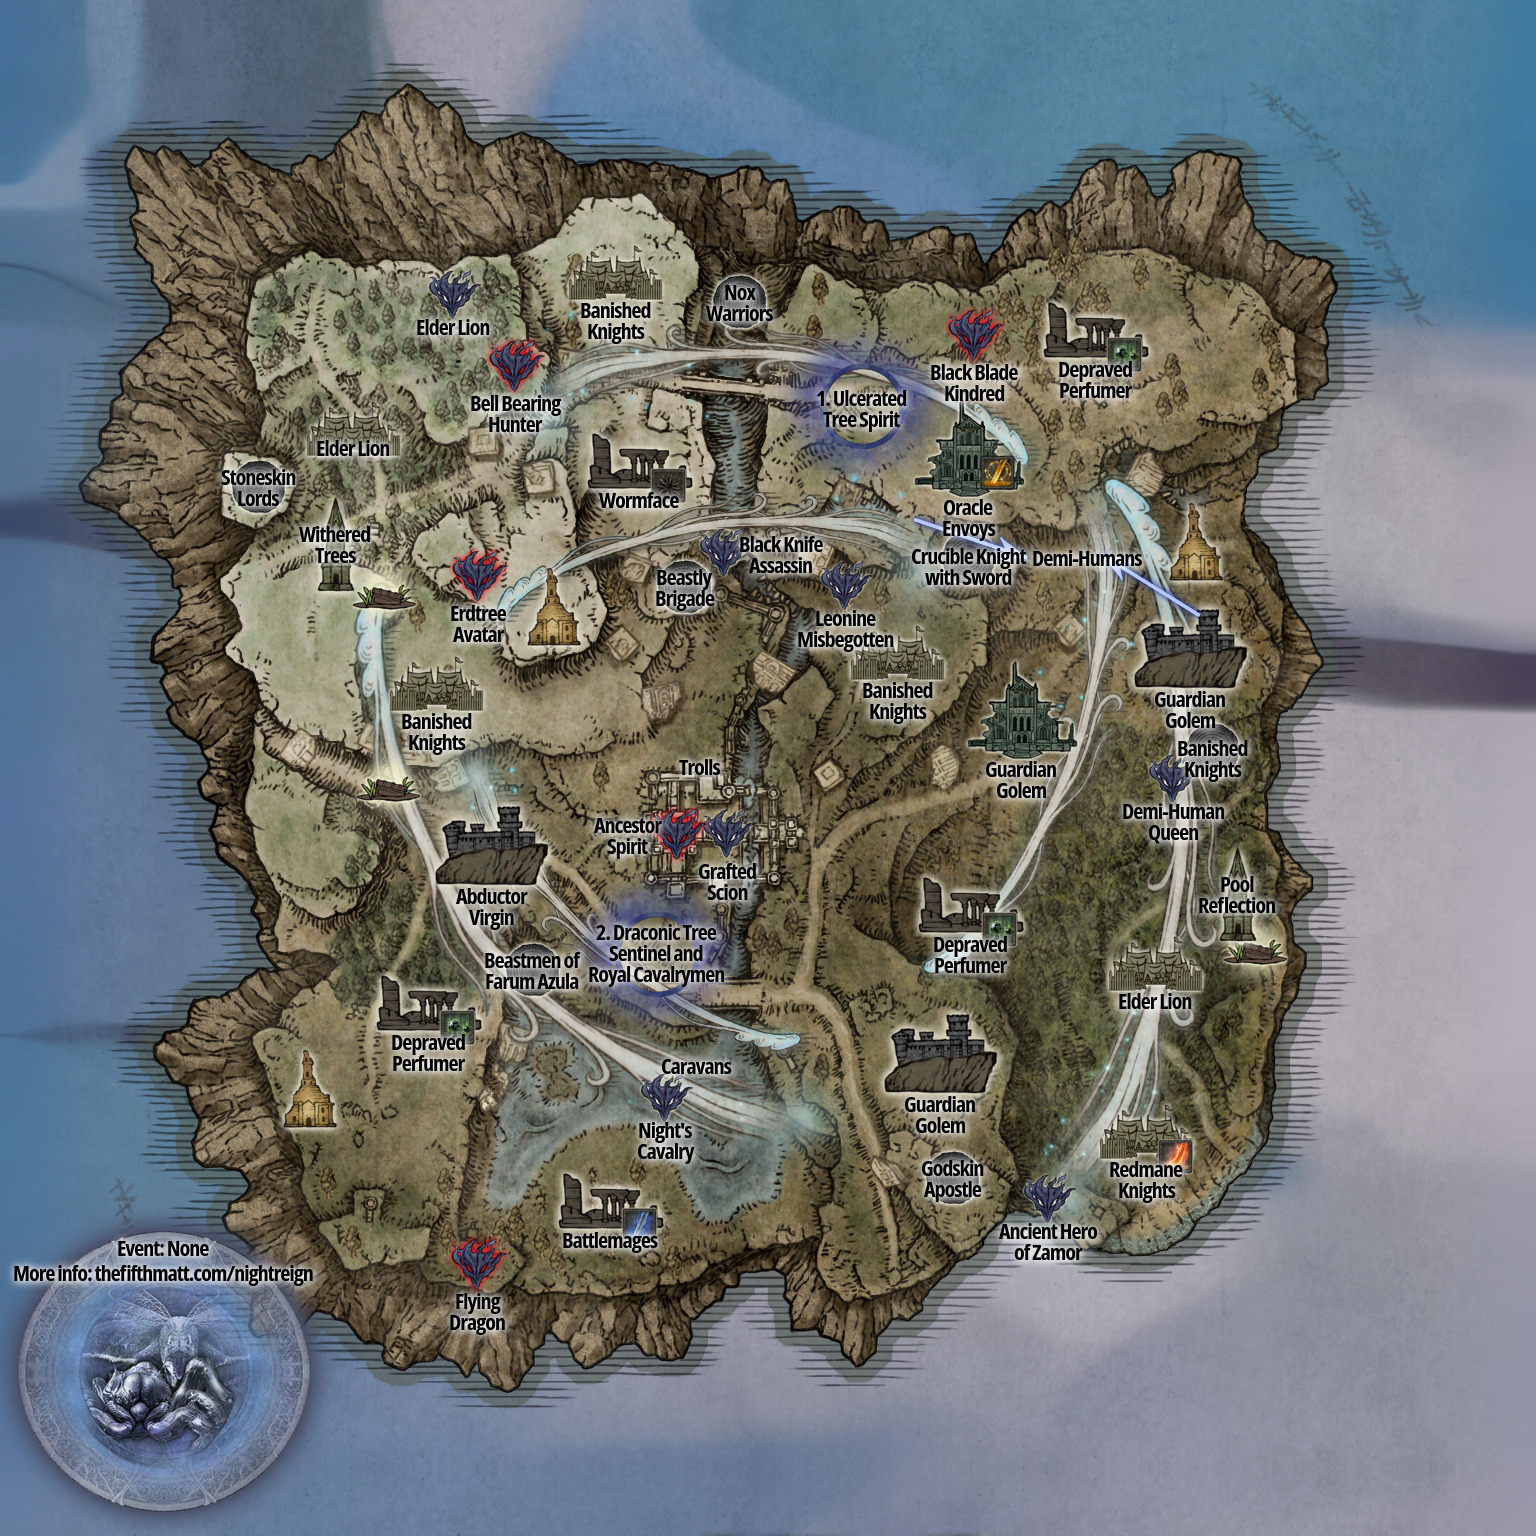 Nox
Warriors
Banished
Knights
Elder Lion
Black Blade
Kindred
Depraved
Perfumer
Bell Bearing
Hunter
1. Ulcerated
Tree Spirit
Elder Lion
Stoneskin
Lords
Wormface
Oracle
Envoys
Withered
Trees
Black Knife
Assassin
Crucible Knight
with Sword
Demi-Humans
Beastly
Brigade
Erdtree
Avatar
Leonine
Misbegotten
Banished
Knights
Guardian
Golem
Banished
Knights
Banished
Knights
Trolls
Guardian
Golem
Demi-Human
Queen
Ancestor
Spirit
Grafted
Scion
Abductor
Virgin
Pool
Reflection
2. Draconic Tree
Sentinel and
Royal Cavalrymen
Beastmen of
Farum Azula
Depraved
Perfumer
Elder Lion
Depraved
Perfumer
Caravans
Night's
Cavalry
Guardian
Golem
Godskin
Apostle
Redmane
Knights
Ancient Hero
of Zamor
Battlemages
Flying
Dragon
Event: None
More info: thefifthmatt.com/nightreign